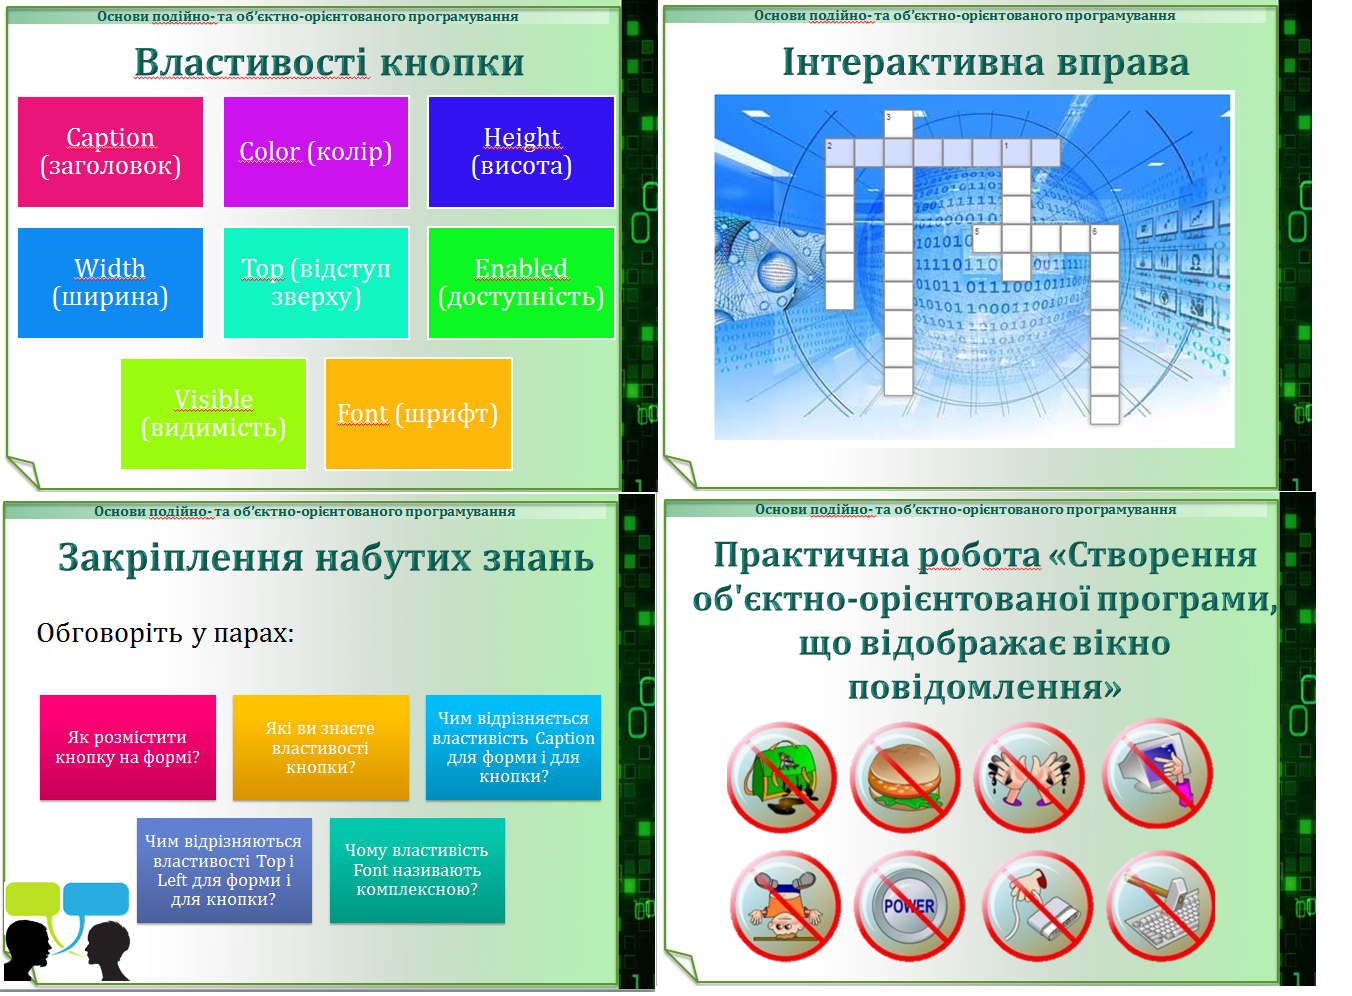 Основи подійно- та об'єктно-орієнтованого програмування
Властивості кнопки
Caption
(заголовок)
Color (колір)
Height
(висота)
Width
(ширина)
Top (відступ
зверху)
Enabled
(доступність)
Visible
(видимість)
Font (шрифт)
Основи подійно- та об'єктно-орієнтованого програмування
Інтерактивна вправа
3
2
1
5
6
Основи подійно- та об'єктно-орієнтованого програмування
Закріплення набутих знань
Обговоріть у парах:
Як розмістити
кнопку на формі?
Які ви знаєте
властивості
кнопки?
Чим відрізняється
властивість Caption
для форми і для
кнопки?
Чим відрізняються
властивості Top і
Left для форми і
для кнопки?
Чому властивість
Font називають
комплексною?
Основи подійно- та об'єктно-орієнтованого програмування
Практична робота «Створення
об'єктно-орієнтованої програми,
що відображає вікно
повідомлення»
POWER